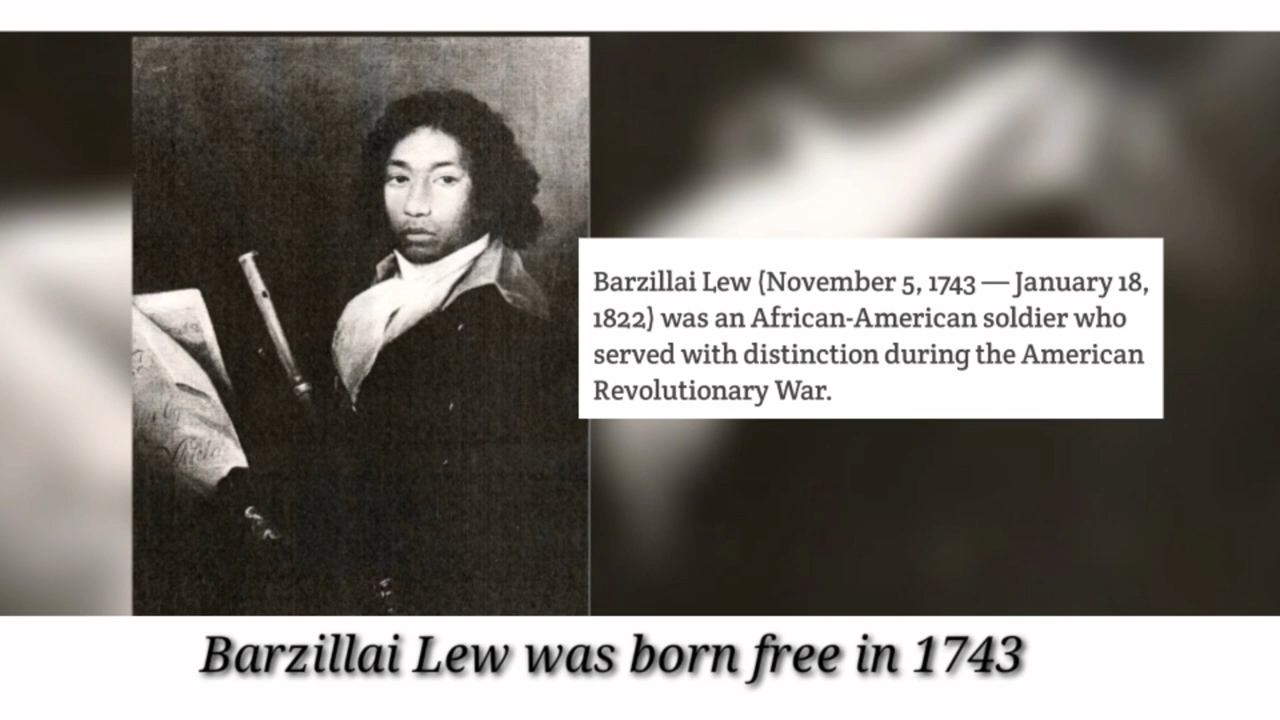 Barzillai Lew (November 5, 1743 — January 18,
1822) was an African-American soldier who
served with distinction during the American
Revolutionary War.
Barzillai Lew was born free in 1743